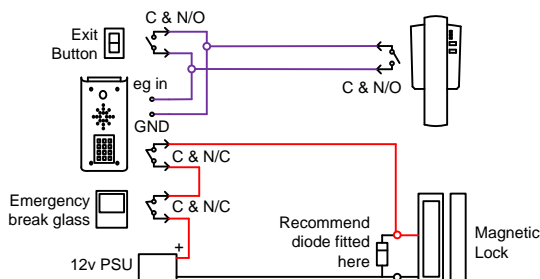 C & N/O
Exit
Button
eg in
C & N/O
GND
C & N/C
Emergency
break glass
C & N/C
Recommend
diode fitted
here
Magnetic
Lock
+
12v PSU